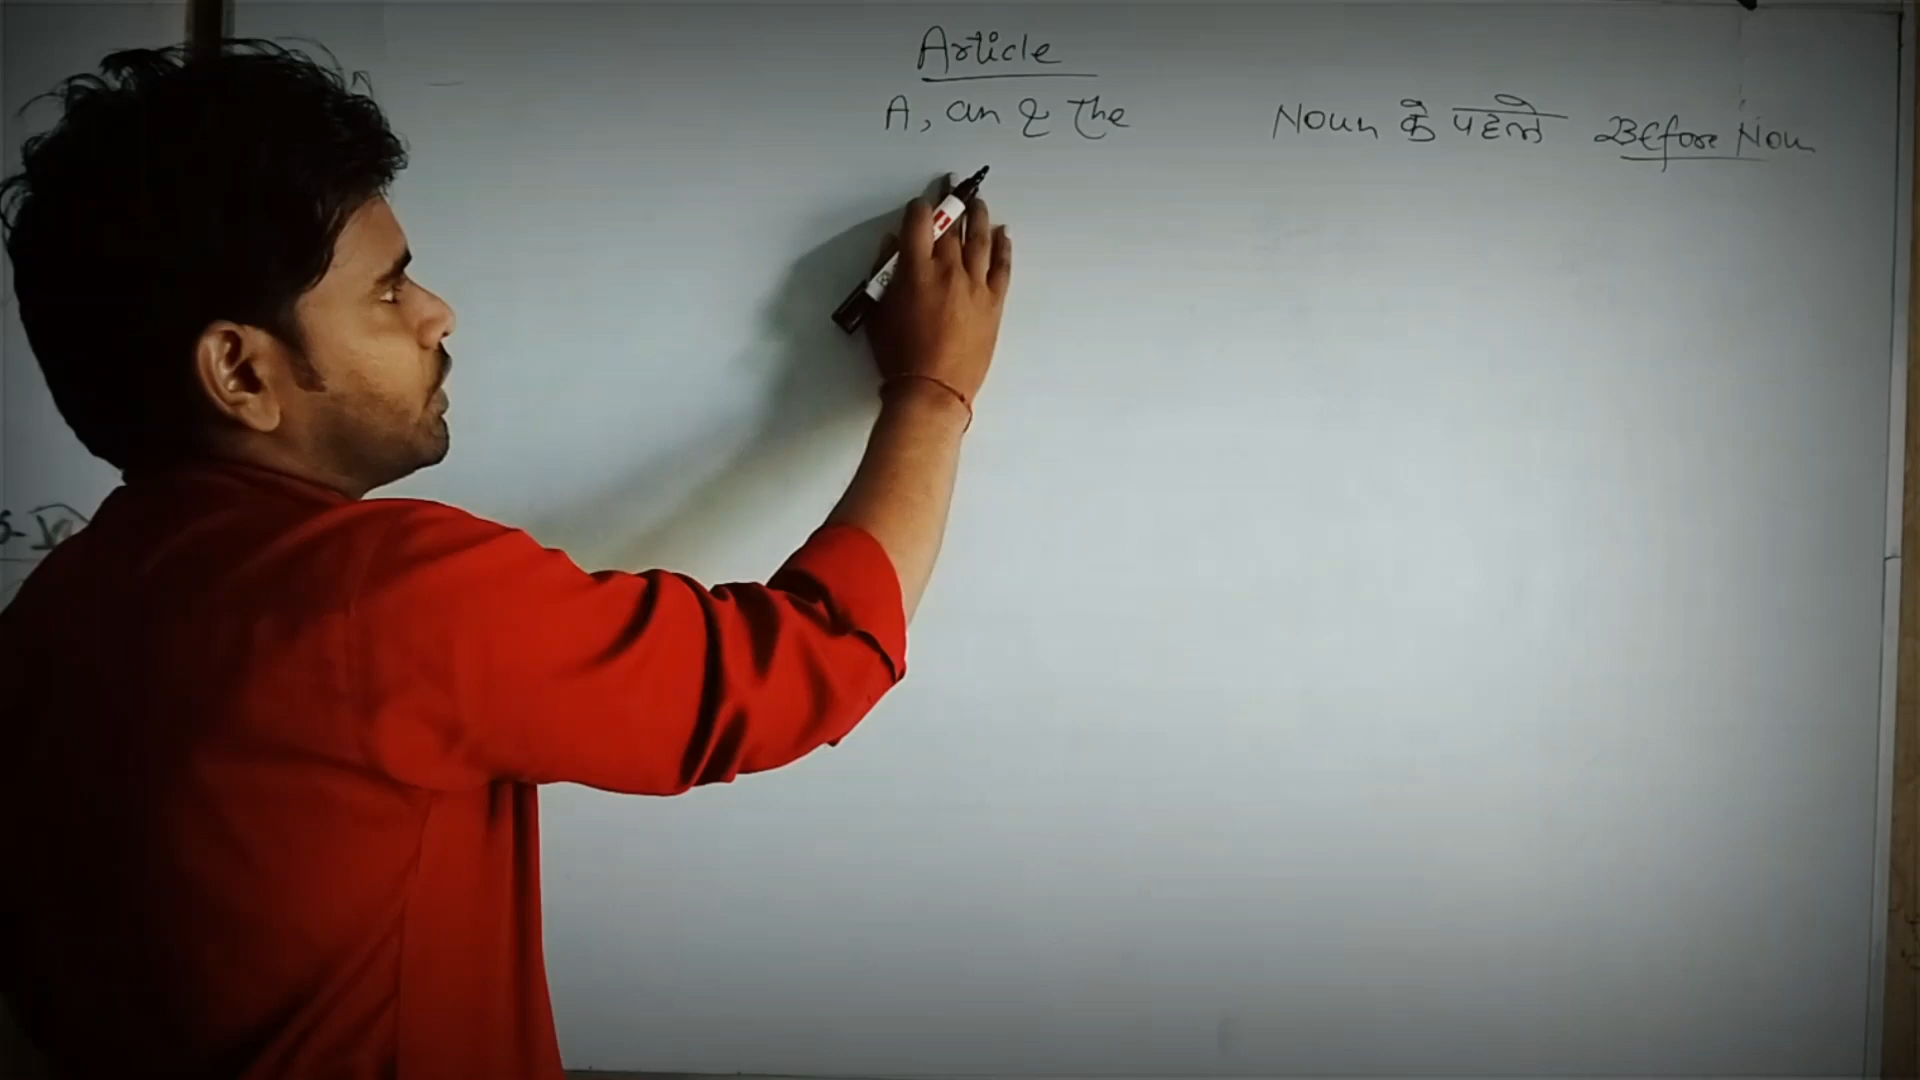 Article
A, an & The
Noun के पहले Before Nou